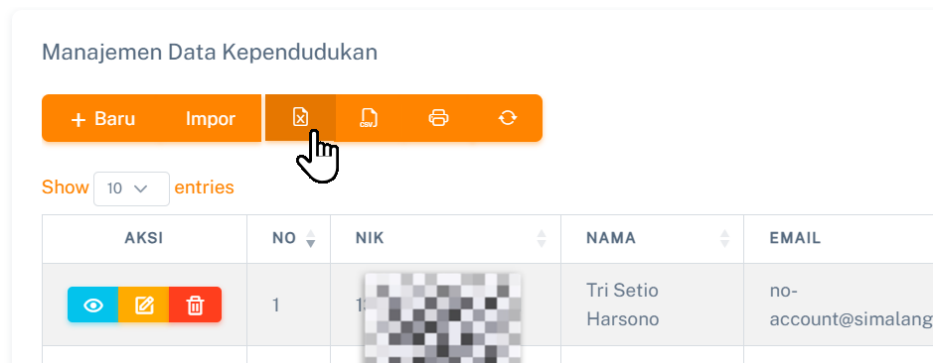 Manajemen Data Kependudukan
+ Baru Impor CSV
Show 10 entries
AKSI NO NIK NAMA EMAIL
1 Tri Setio no-
Harsono account@simalang